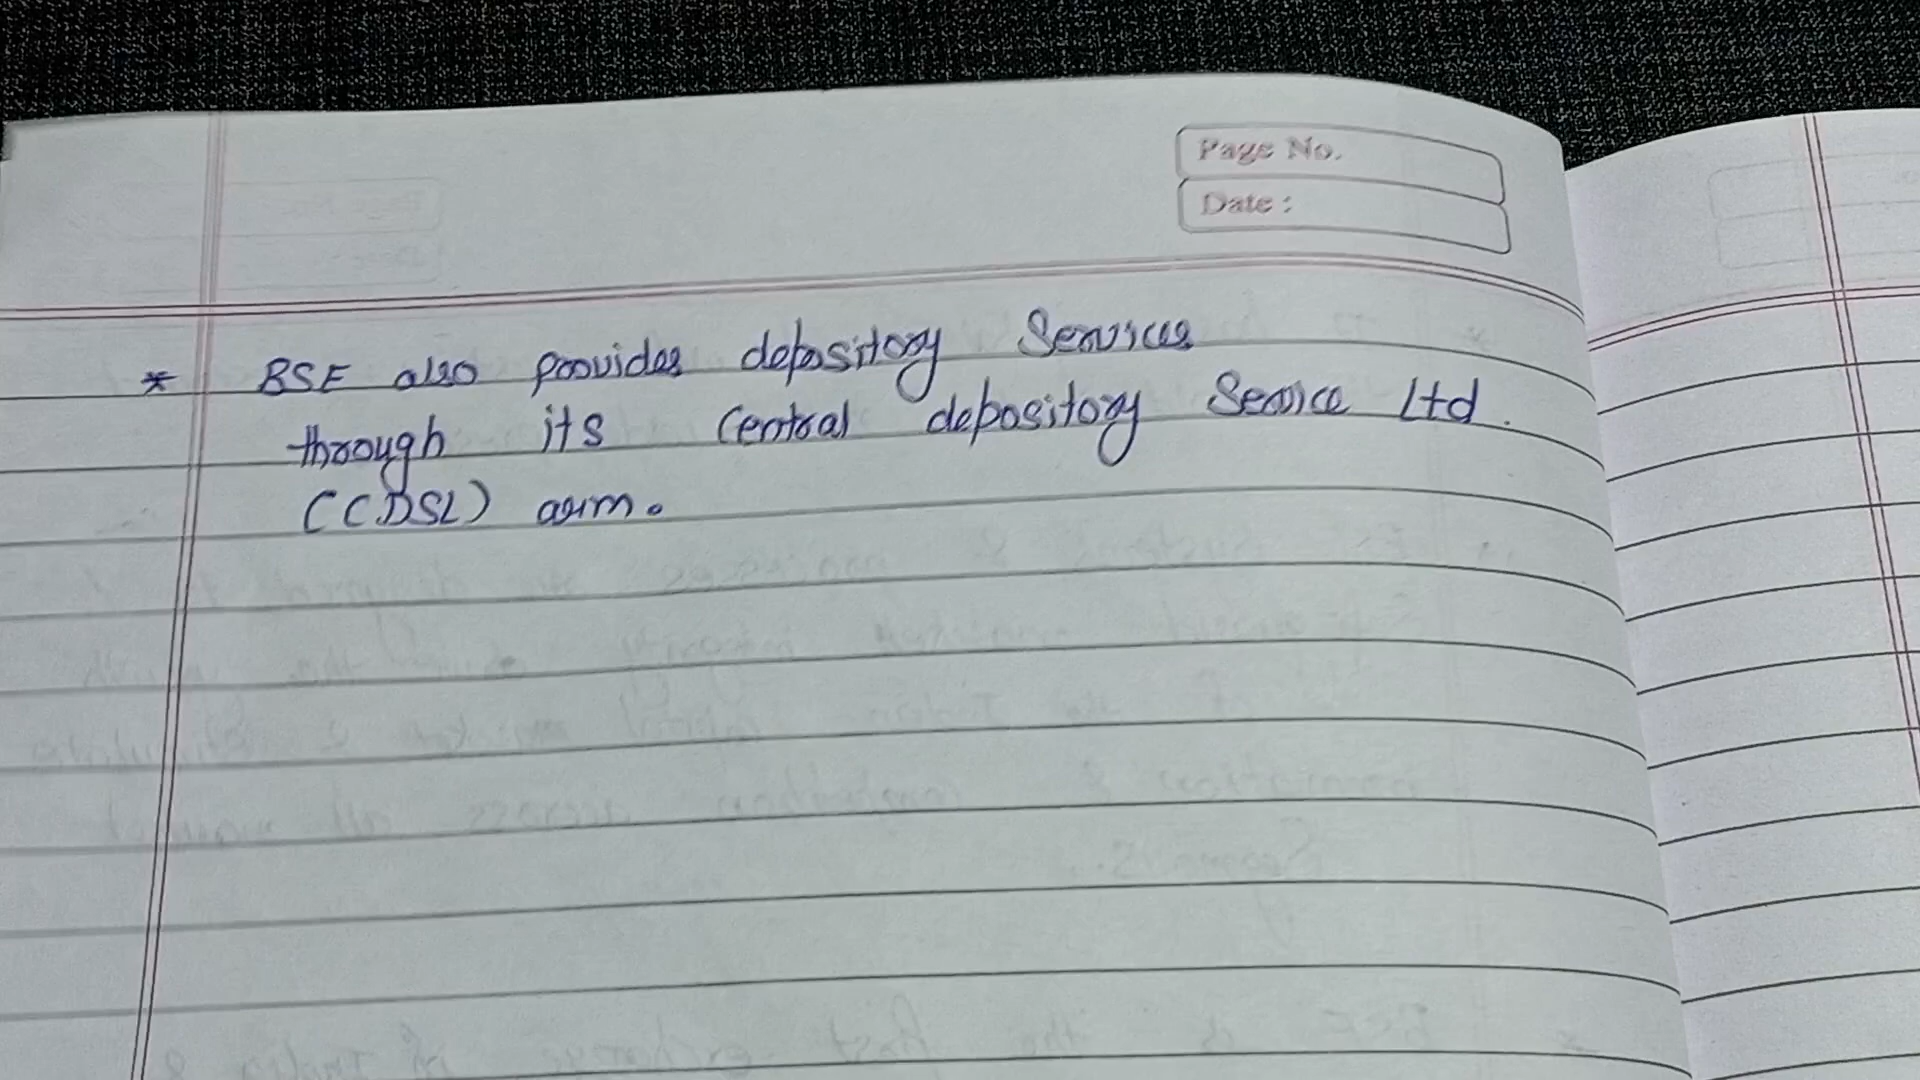 Page No.
Date :
* BSE also provides depository Services
through its Central depository Service Ltd.
(CDSL) arm.